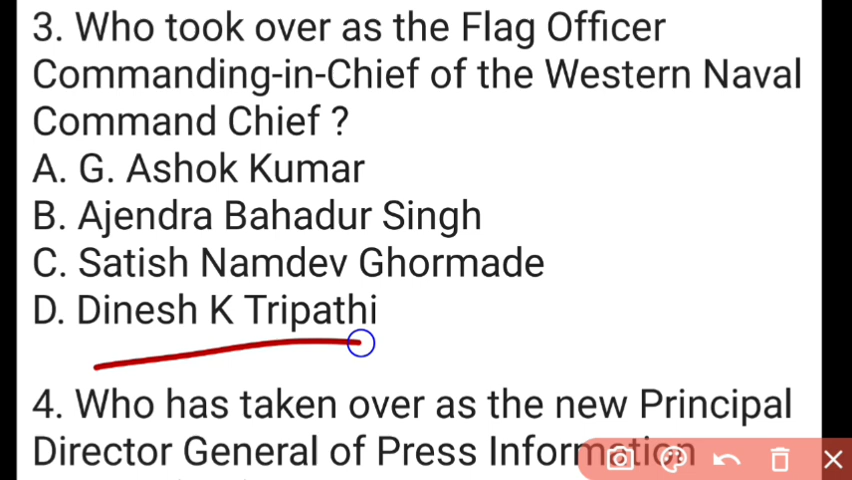 3. Who took over as the Flag Officer
Commanding-in-Chief of the Western Naval
Command Chief ?
A. G. Ashok Kumar
B. Ajendra Bahadur Singh
C. Satish Namdev Ghormade
D. Dinesh K Tripathi
4. Who has taken over as the new Principal
Director General of Press Information